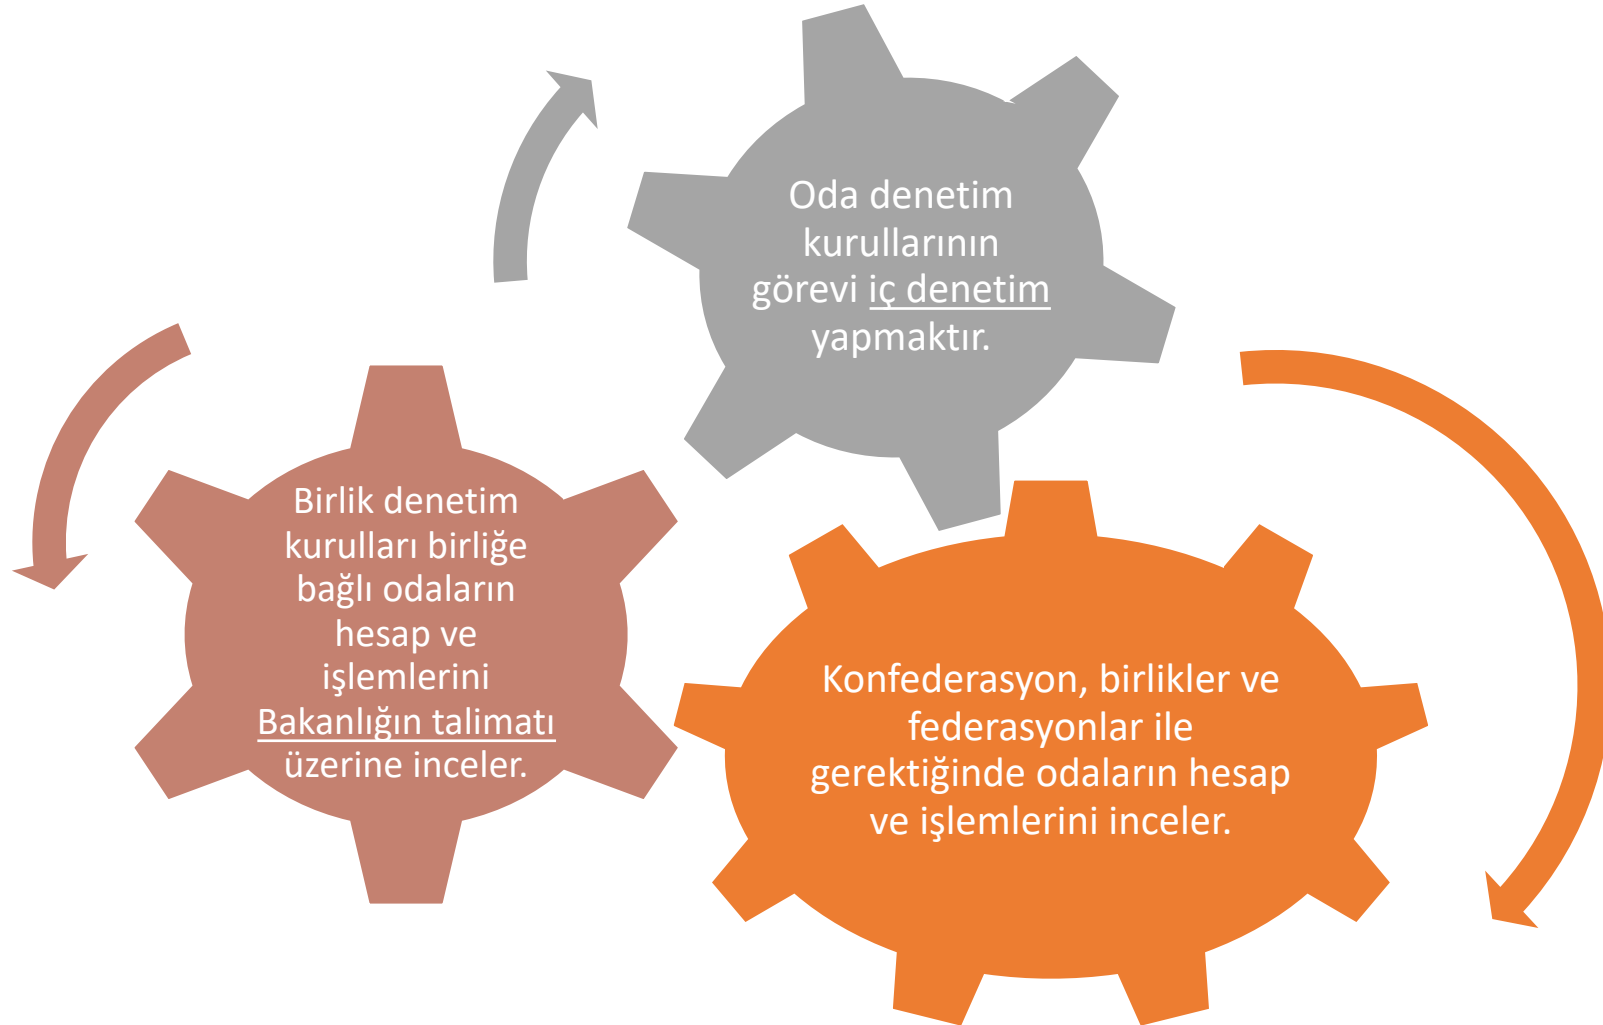 Oda denetim
kurullarının
görevi iç denetim
yapmaktır.
Birlik denetim
kurulları birliğe
bağlı odaların
hesap ve
işlemlerini
Bakanlığın talimatı
üzerine inceler.
Konfederasyon, birlikler ve
federasyonlar ile
gerektiğinde odaların hesap
ve işlemlerini inceler.